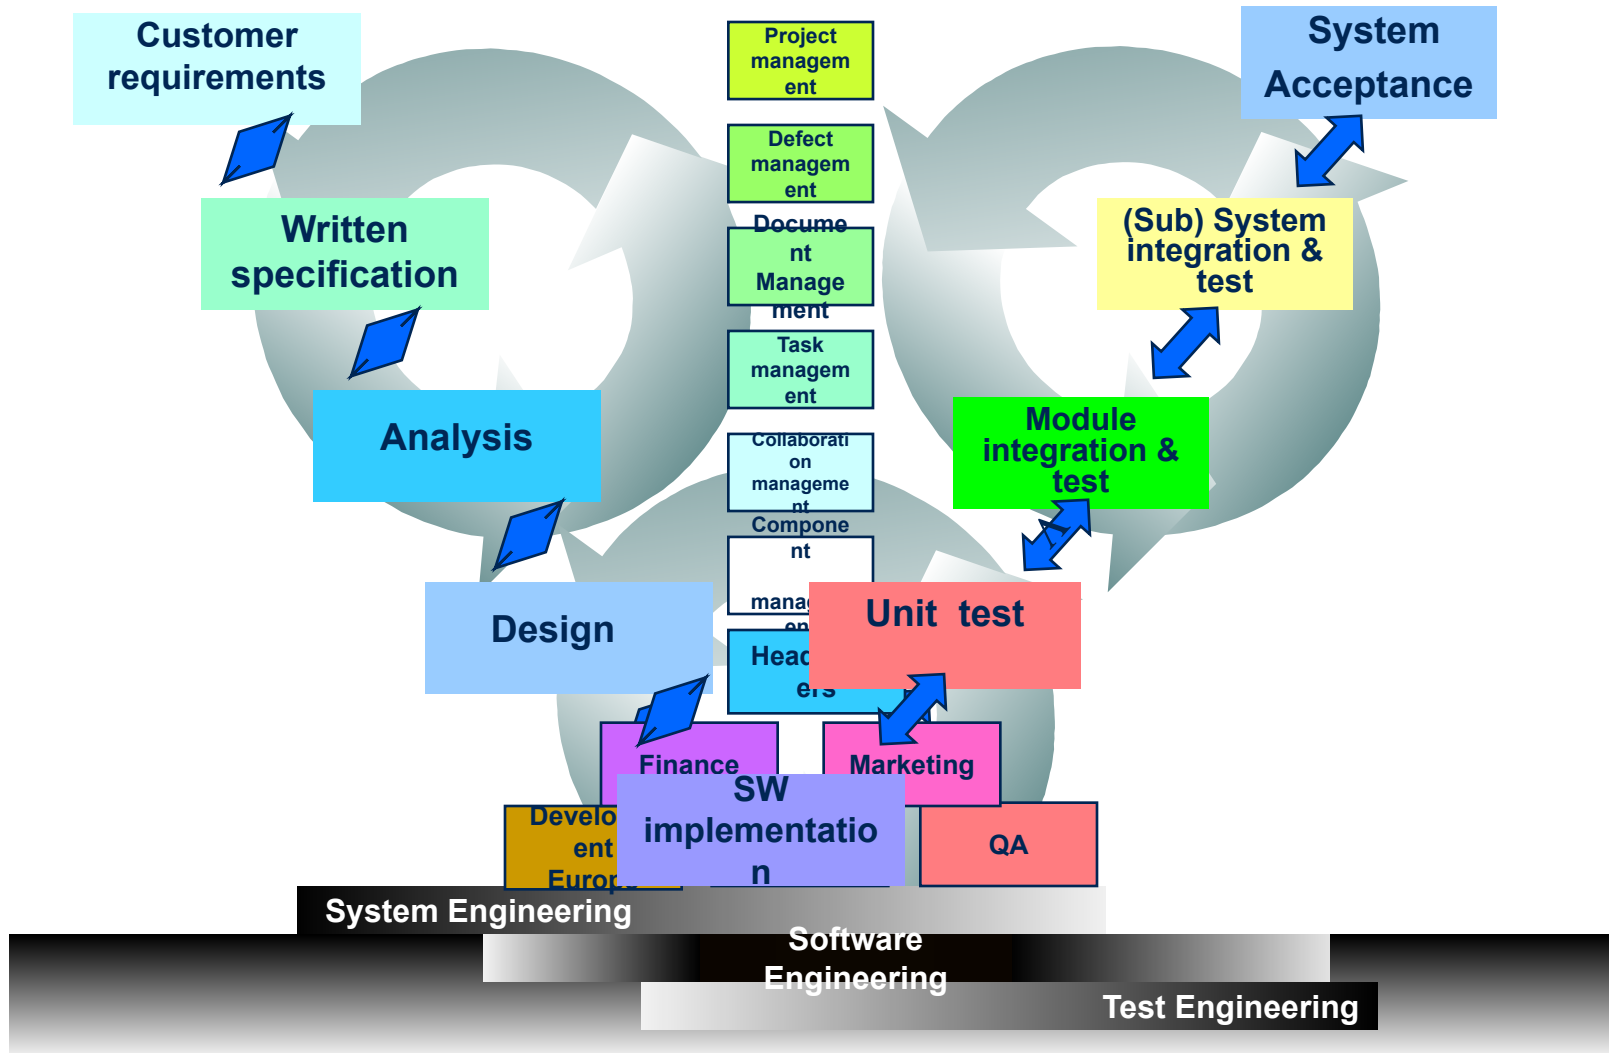 Customer
requirements
Written
specification
Analysis
Design
Project
managem
ent
Defect
managem
ent
Docume
nt
Manage
ment
Task
managem
ent
Collaborati
on
manageme
nt
Compone
nt
System
Acceptance
(Sub) System
integration &
test
Module
integration &
test
Unit test
ers
Finance
Marketing
SW
implementatio
n
ent
QA
System Engineering
Software
Engineering
Test Engineering